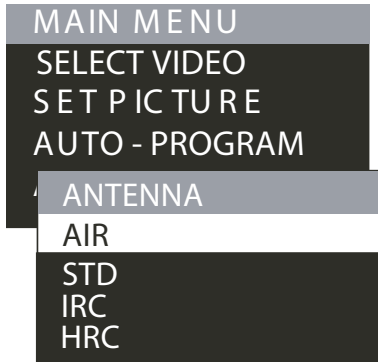 MAIN MENU
SELECT VIDEO
SET PICTURE
AUTO - PROGRAM
ANTENNA
AIR
STD
IRC
HRC